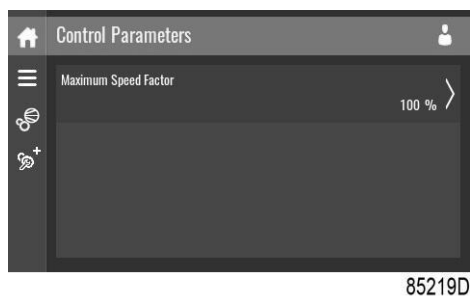 Control Parameters
Maximum Speed Factor
100 %
85219D